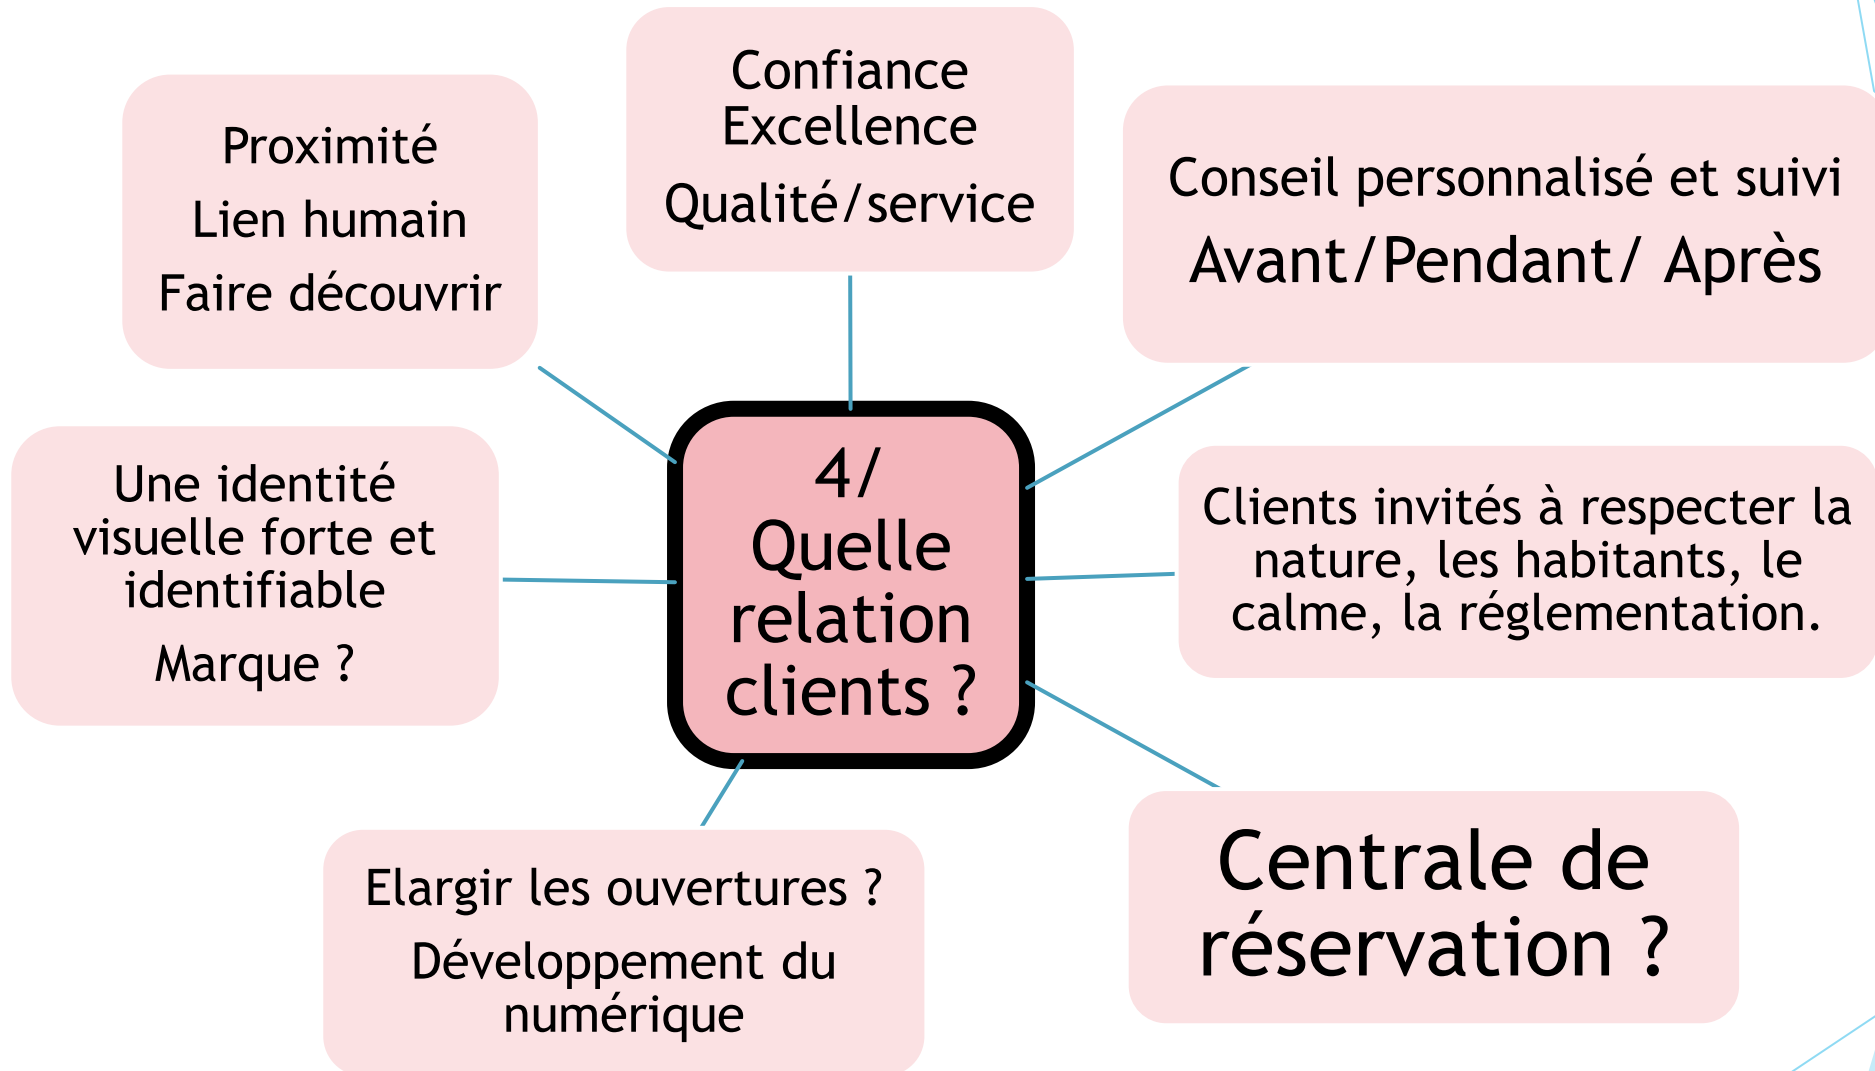 Confiance
Excellence
Qualité/service
Proximité
Lien humain
Faire découvrir
Conseil personnalisé et suivi
Avant/Pendant/ Après
4/
Quelle
relation
clients ?
Une identité
visuelle forte et
identifiable
Marque ?
Clients invités à respecter la
nature, les habitants, le
calme, la réglementation.
Elargir les ouvertures ?
Développement du
numérique
Centrale de
réservation ?